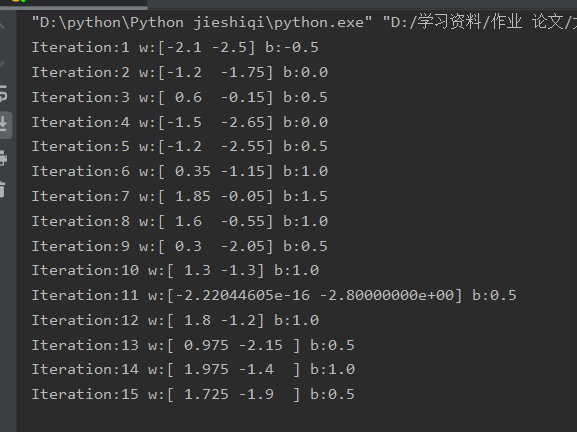 "D:\python\Python jieshiqi\python.exe" "D:/学习资料/作业 论文/
Iteration:1 w:[-2.1 -2.5] b:-0.5
Iteration:2 w:[-1.2  -1.75] b:0.0
Iteration:3 w:[ 0.6  -0.15] b:0.5
Iteration:4 w:[-1.5  -2.65] b:0.0
Iteration:5 w:[-1.2  -2.55] b:0.5
Iteration:6 w:[ 0.35 -1.15] b:1.0
Iteration:7 w:[ 1.85 -0.05] b:1.5
Iteration:8 w:[ 1.6  -0.55] b:1.0
Iteration:9 w:[ 0.3  -2.05] b:0.5
Iteration:10 w:[ 1.3 -1.3] b:1.0
Iteration:11 w:[-2.22044605e-16 -2.80000000e+00] b:0.5
Iteration:12 w:[ 1.8 -1.2] b:1.0
Iteration:13 w:[ 0.975 -2.15 ] b:0.5
Iteration:14 w:[ 1.975 -1.4  ] b:1.0
Iteration:15 w:[ 1.725 -1.9  ] b:0.5